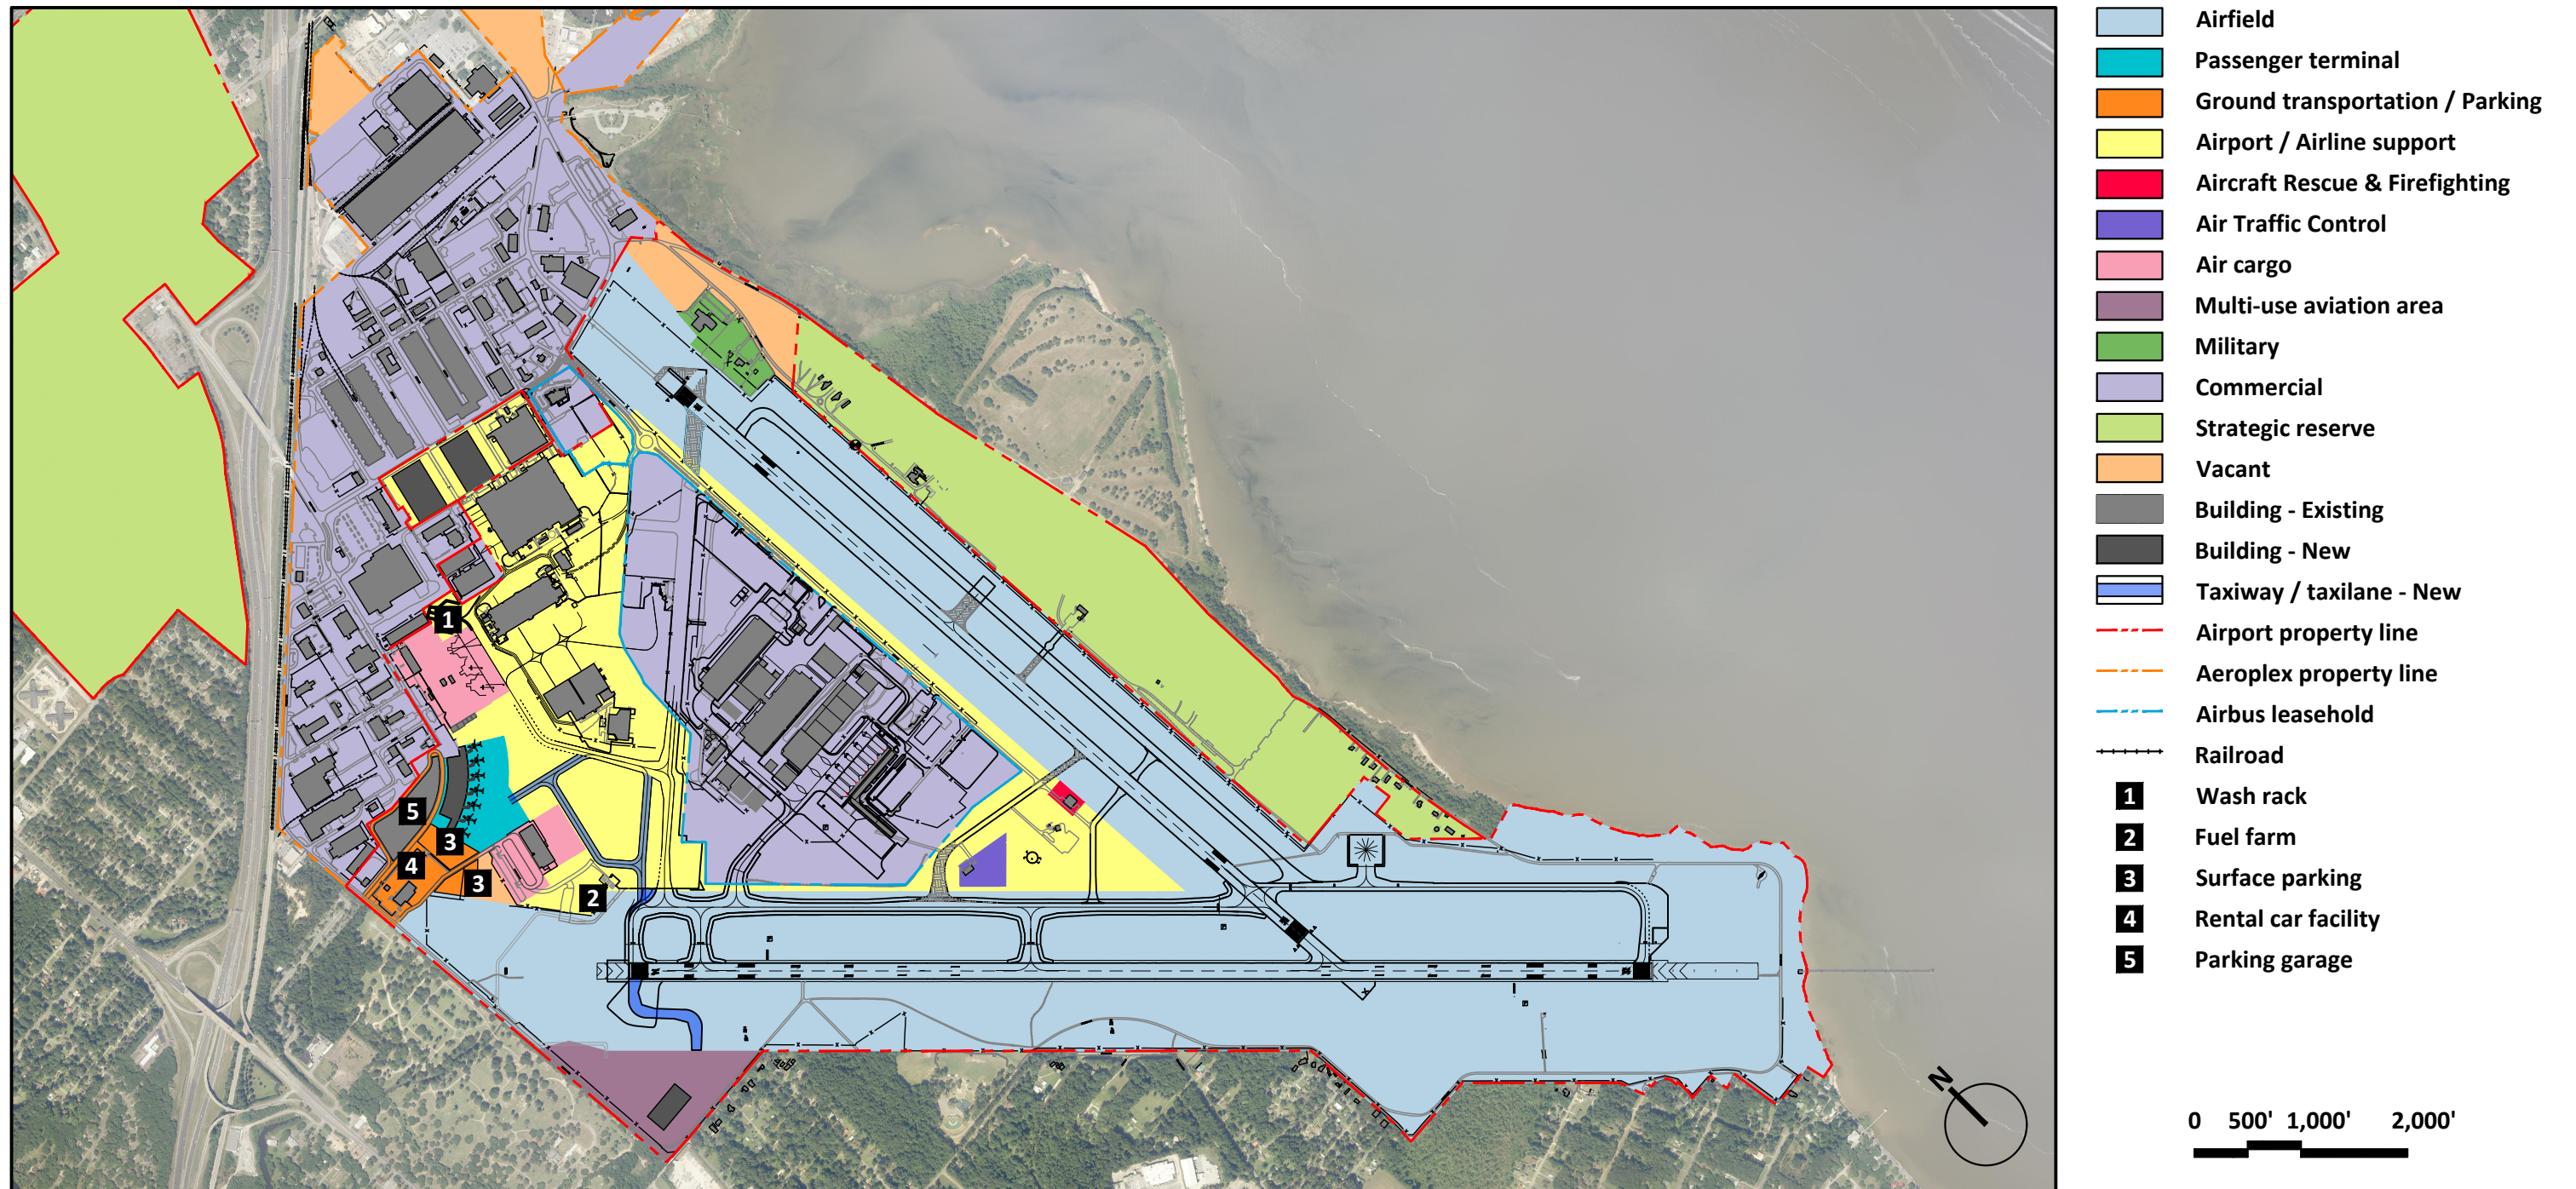 Airfield
Passenger terminal
Ground transportation / Parking
Airport / Airline support
Aircraft Rescue & Firefighting
Air Traffic Control
Air cargo
Multi-use aviation area
Military
Commercial
Strategic reserve
Vacant
Building - Existing
Building - New
Taxiway / taxilane - New
Airport property line
Aeroplex property line
Airbus leasehold
Railroad
1 Wash rack
2 Fuel farm
3 Surface parking
4 Rental car facility
5 Parking garage
1
5
3
4
3
2
N
0 500' 1,000' 2,000'